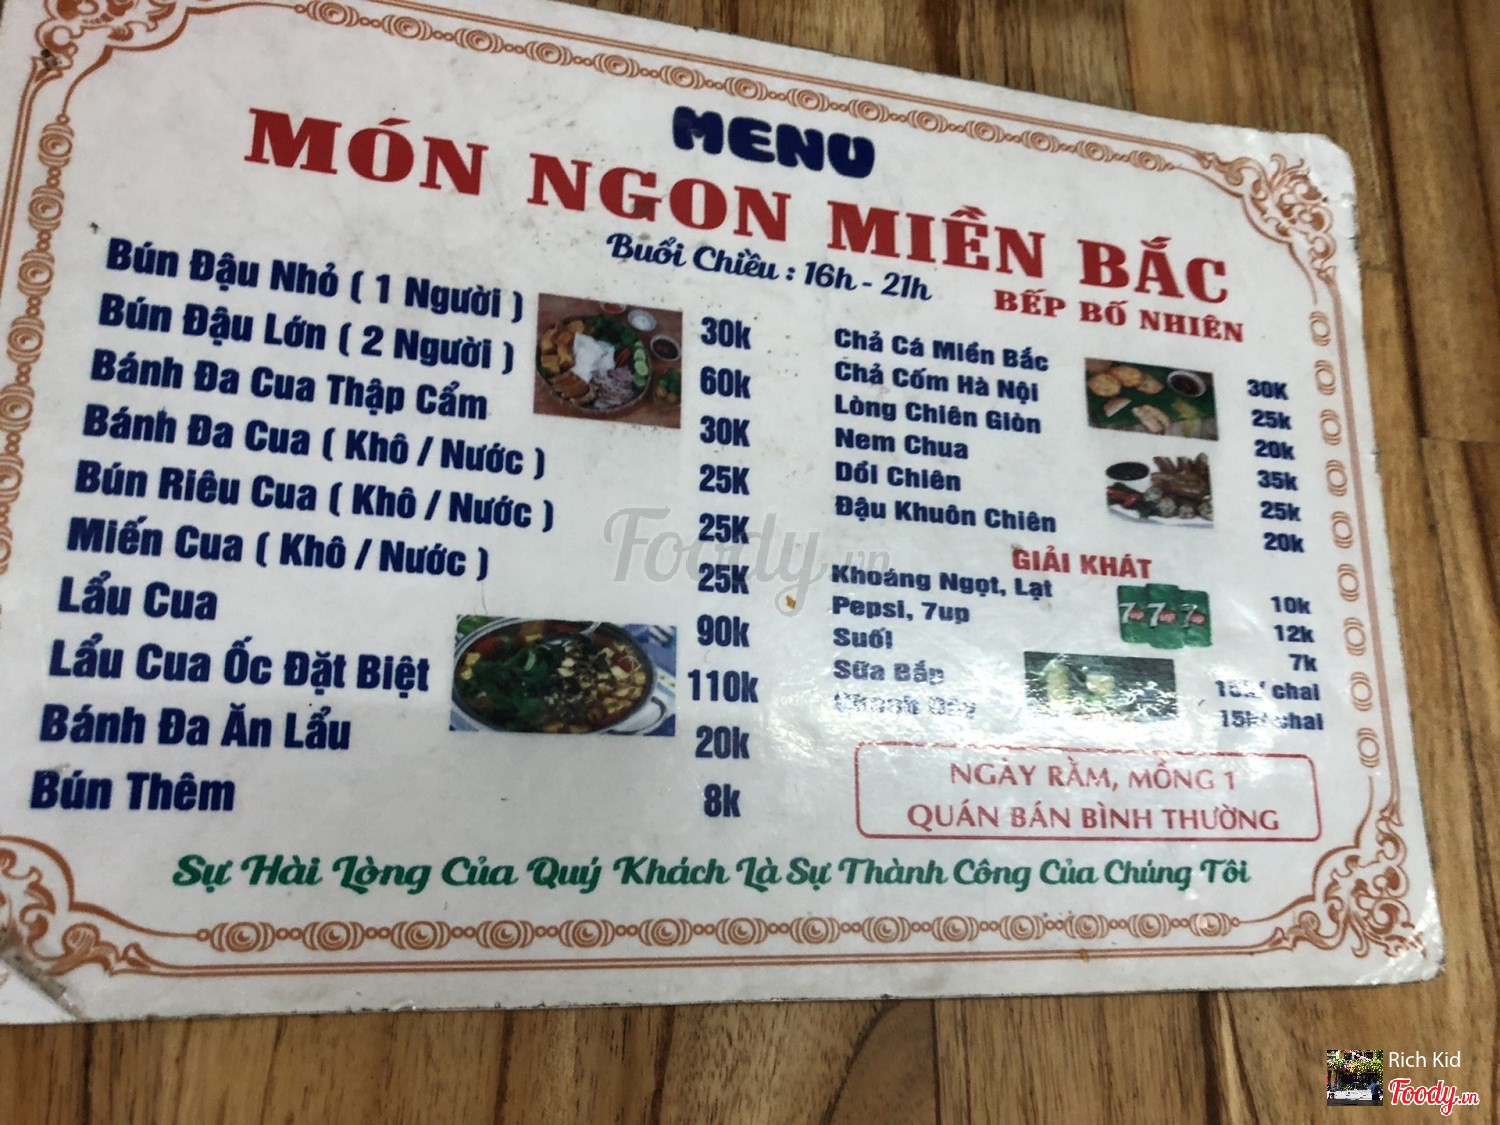 MENU
MÓN NGON MIỀN BẮC
Buổi Chiều : 16h - 21h
BẾP BỐ NHIÊN
Bún Đậu Nhỏ ( 1 Người ) 30k
Bún Đậu Lớn ( 2 Người ) 60k
Bánh Đa Cua Thập Cẩm 30K
Bánh Đa Cua ( Khô / Nước ) 25K
Bún Riêu Cua ( Khô / Nước ) 25K
Miến Cua ( Khô / Nước ) 25K
Lẩu Cua 90k
Lẩu Cua Ốc Đặt Biệt 110k
Bánh Đa Ăn Lẩu 20k
Bún Thêm 8k
Chả Cá Miền Bắc 30K
Chả Cốm Hà Nội 25k
Lòng Chiên Giòn 20k
Nem Chua 35k
Dồi Chiên 25k
Đậu Khuôn Chiên 20k
GIẢI KHÁT
Khoáng Ngọt, Lạt 10k
Pepsi, 7up 12k
Suối 7k
Sữa Bắp 15k/ chai
15k/ chai
NGÀY RẰM, MỒNG 1
QUÁN BÁN BÌNH THƯỜNG
Sự Hài Lòng Của Quý Khách Là Sự Thành Công Của Chúng Tôi
Foody.vn
Rich Kid
Foody.vn